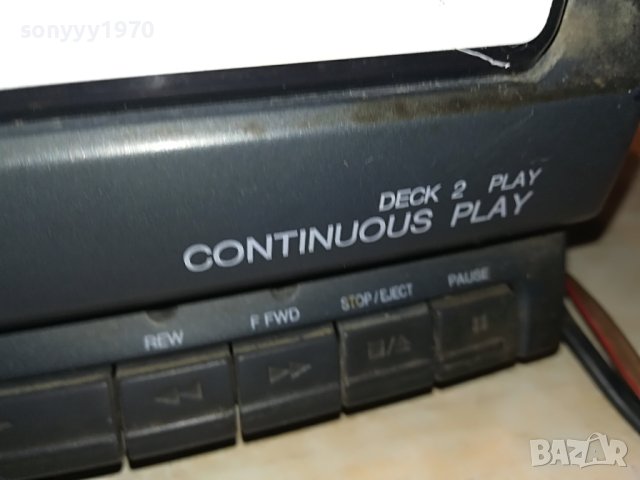 sonyyy1970
DECK 2 PLAY
CONTINUOUS PLAY
REW F FWD STOP/EJECT PAUSE
BAZAR